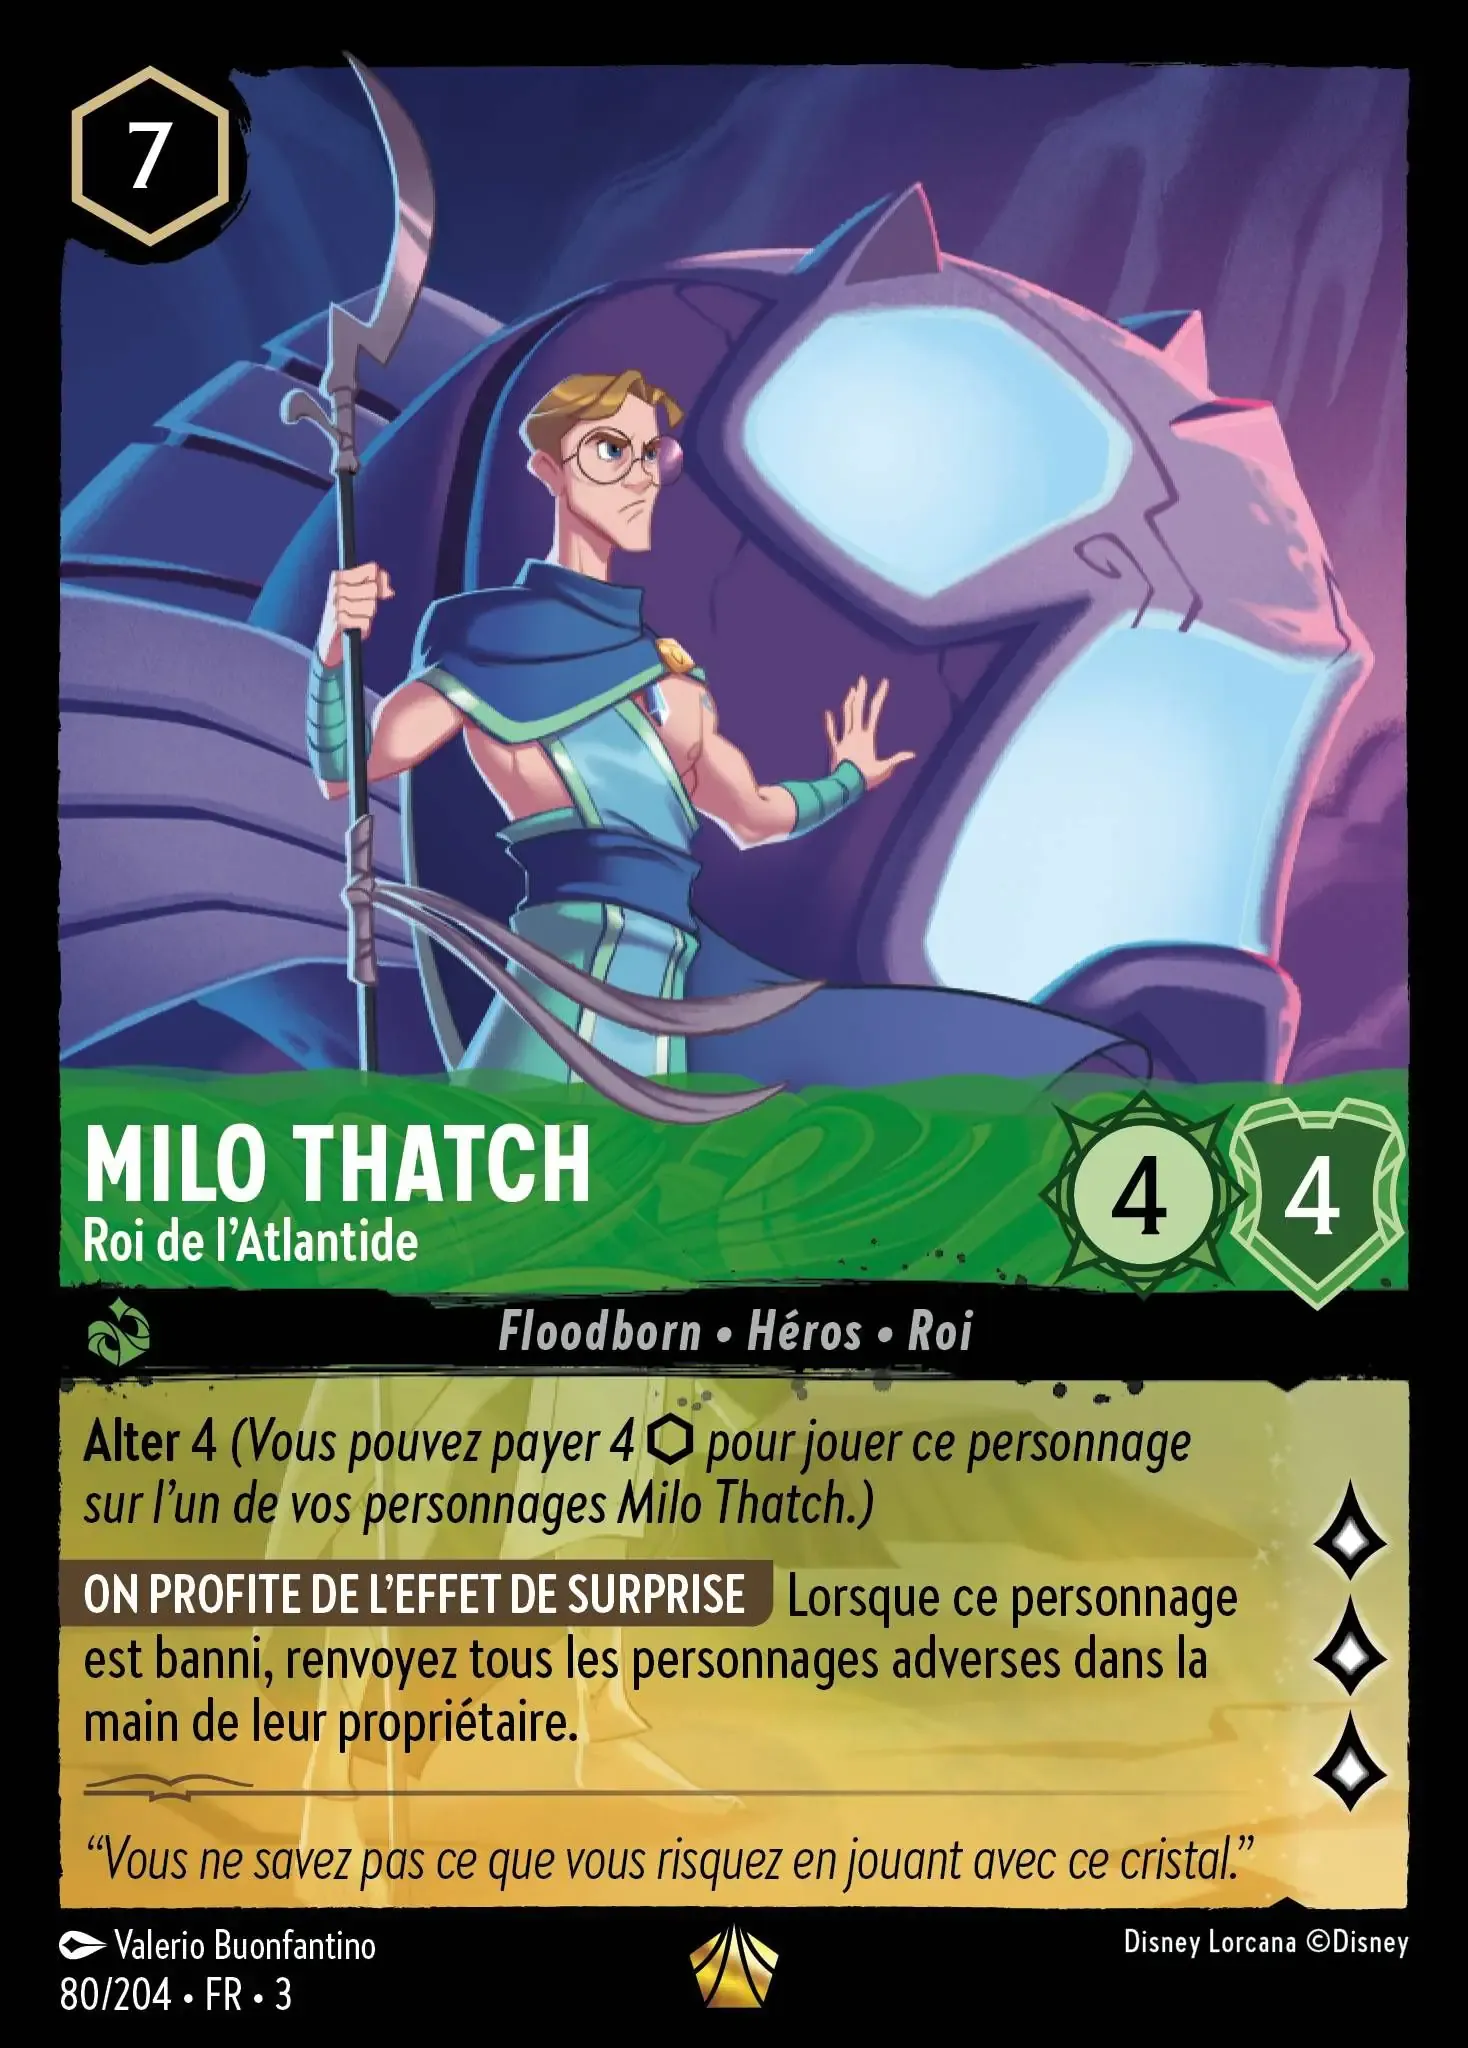 7
MILO THATCH
Roi de l’Atlantide
4 4
Floodborn • Héros • Roi
Alter 4 (Vous pouvez payer 4 ⬡ pour jouer ce personnage
sur l’un de vos personnages Milo Thatch.)
ON PROFITE DE L’EFFET DE SURPRISE Lorsque ce personnage
est banni, renvoyez tous les personnages adverses dans la
main de leur propriétaire.
“Vous ne savez pas ce que vous risquez en jouant avec ce cristal.”
Valerio Buonfantino
Disney Lorcana ©Disney
80/204 • FR • 3